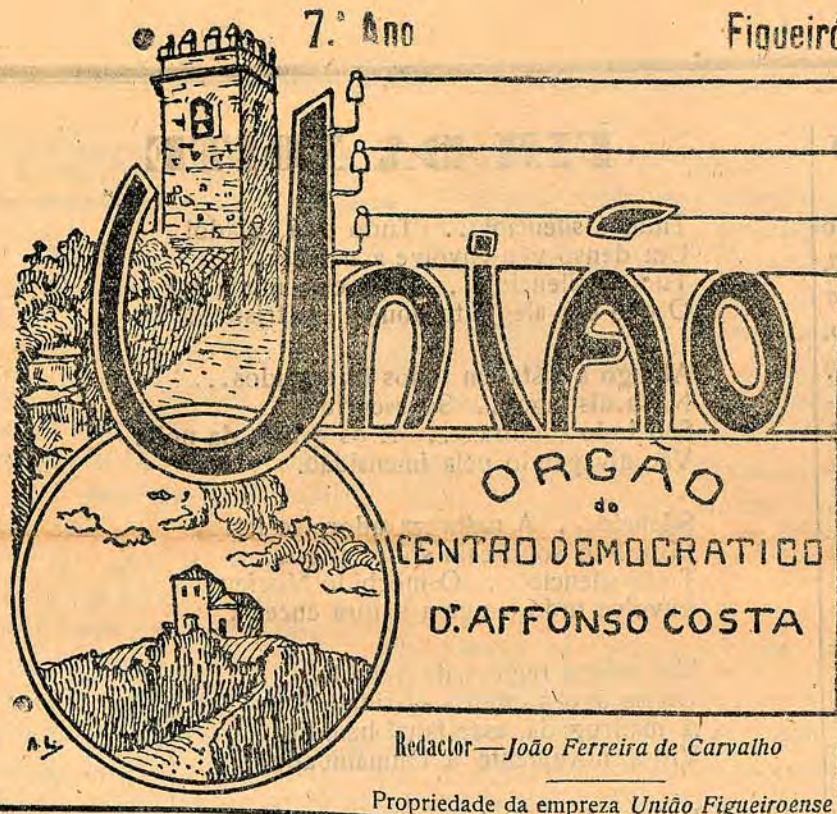 7.º Ano Figueiró
União
ORGÃO
do
CENTRO DEMOCRATICO
Dr. AFFONSO COSTA
A. L.
Redactor—João Ferreira de Carvalho
Propriedade da empreza União Figueiroense